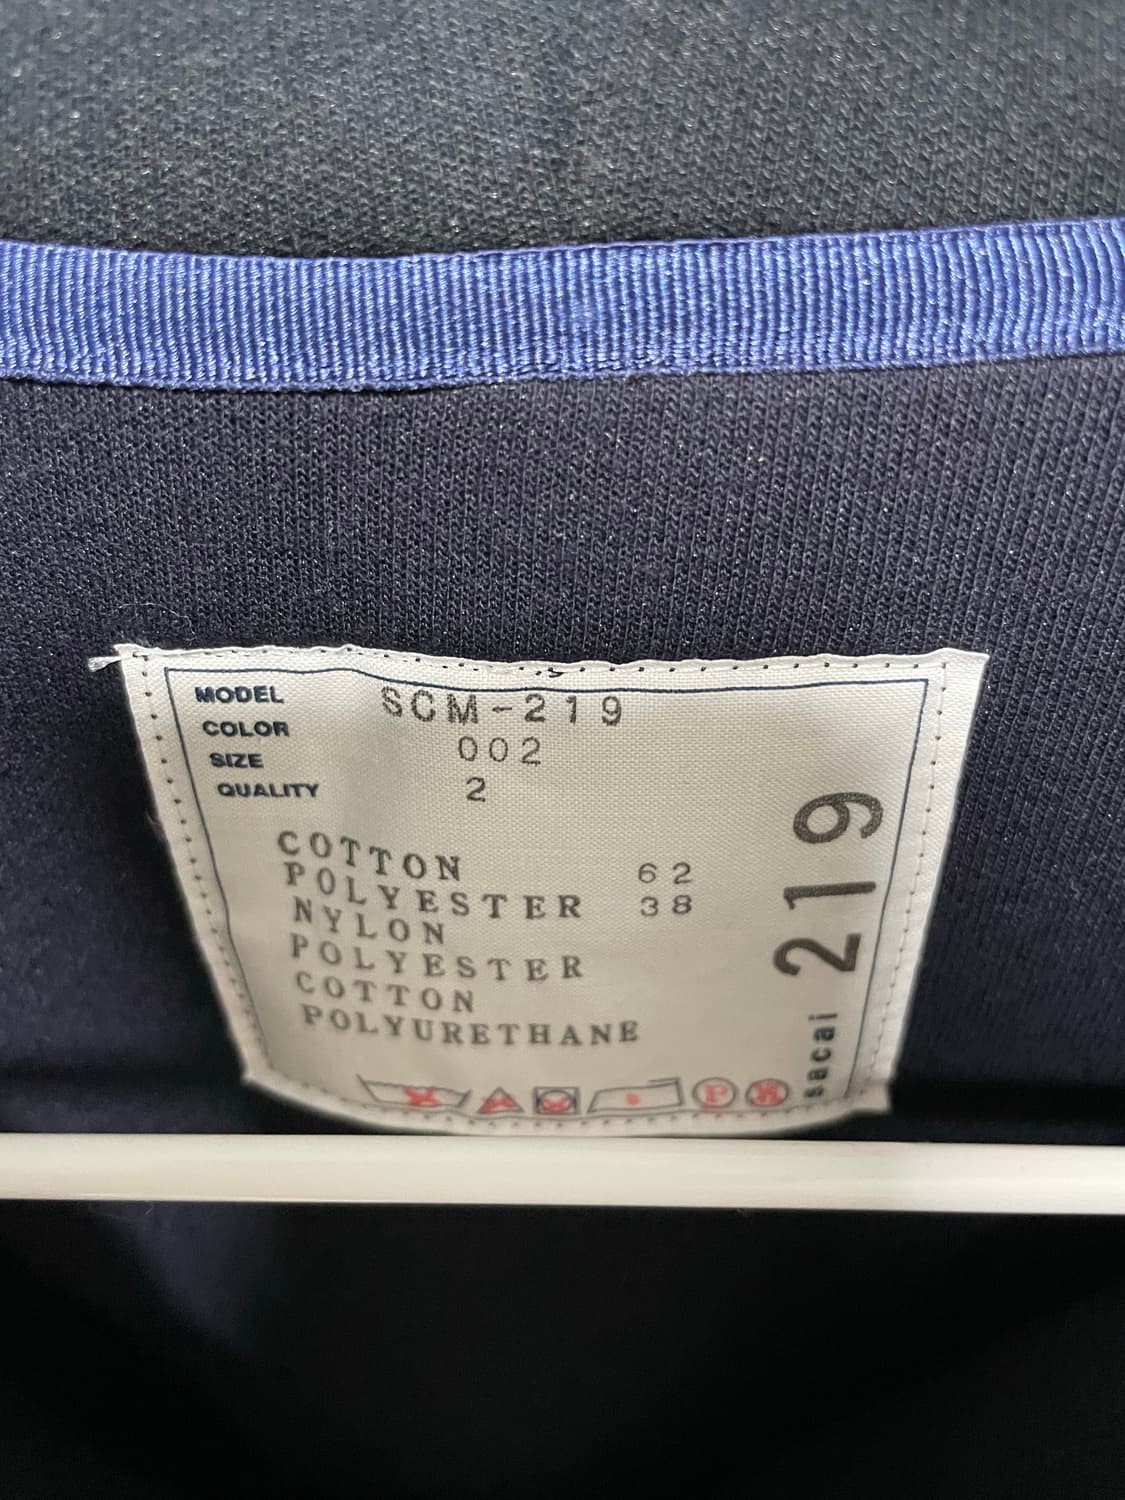 MODEL SCM-219
COLOR 002
SIZE 2
QUALITY
COTTON 62
POLYESTER 38
NYLON
POLYESTER
COTTON
POLYURETHANE
P
sacai 219